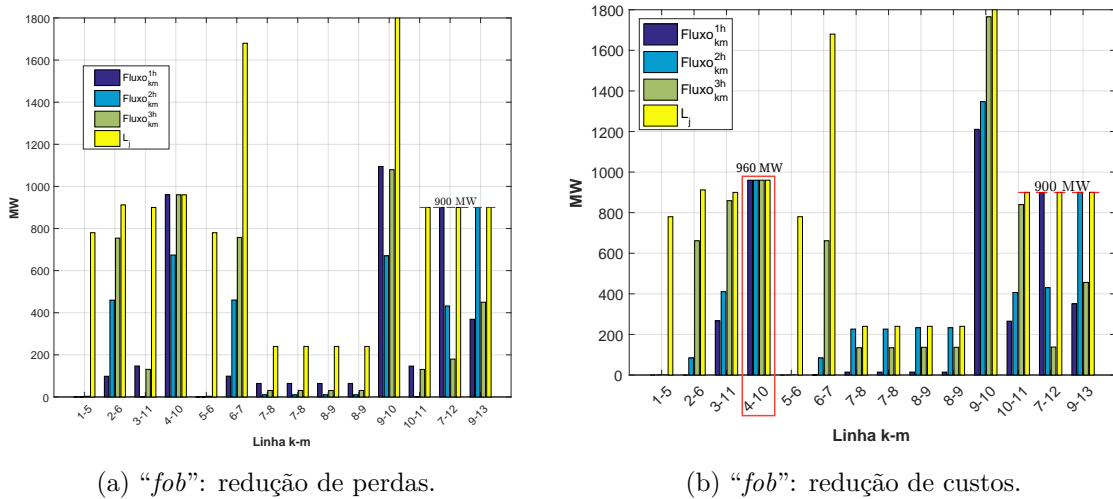 1800
1600
1400
1200
1000
800
600
400
200
0
MW
Fluxo^1h_km
Fluxo^2h_km
Fluxo^3h_km
L_j
900 MW
1-5
2-6
3-11
4-10
5-6
6-7
7-8
7-8
8-9
8-9
9-10
10-11
7-12
9-13
Linha k-m
(a) “fob”: redução de perdas.
1800
1600
1400
1200
1000
800
600
400
200
0
MW
Fluxo^1h_km
Fluxo^2h_km
Fluxo^3h_km
L_j
960 MW
900 MW
1-5
2-6
3-11
4-10
5-6
6-7
7-8
7-8
8-9
8-9
9-10
10-11
7-12
9-13
Linha k-m
(b) “fob”: redução de custos.